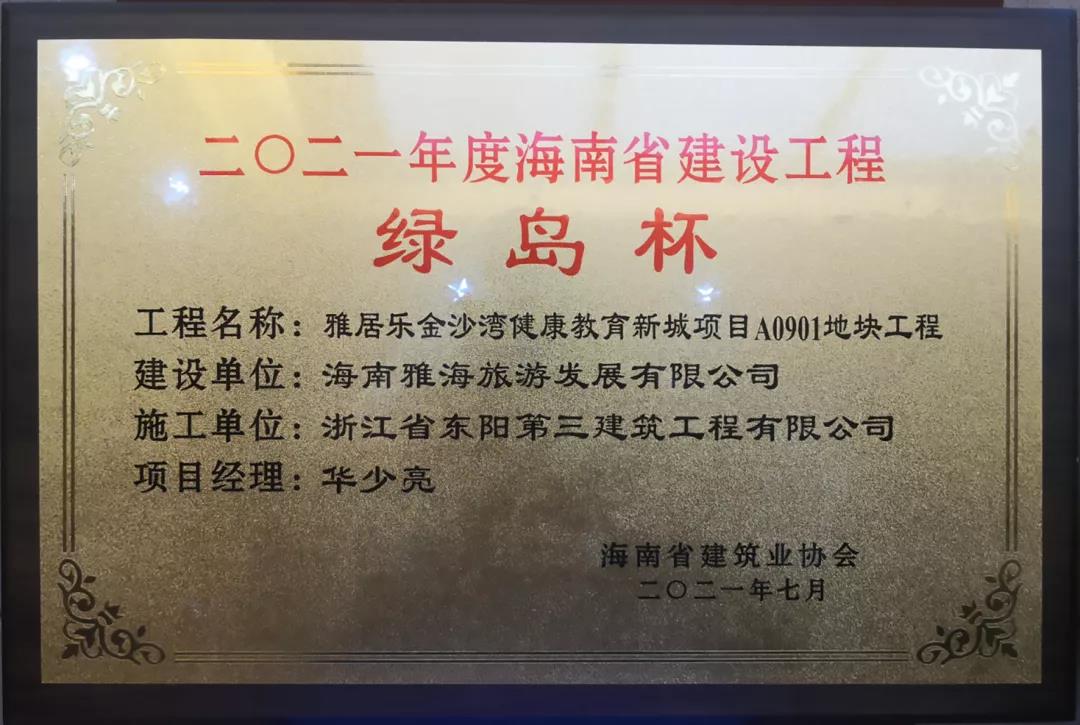 二〇二一年度海南省建设工程
绿岛杯
工程名称：雅居乐金沙湾健康教育新城项目A0901地块工程
建设单位：海南雅海旅游发展有限公司
施工单位：浙江省东阳第三建筑工程有限公司
项目经理：华少亮
海南省建筑业协会
二〇二一年七月